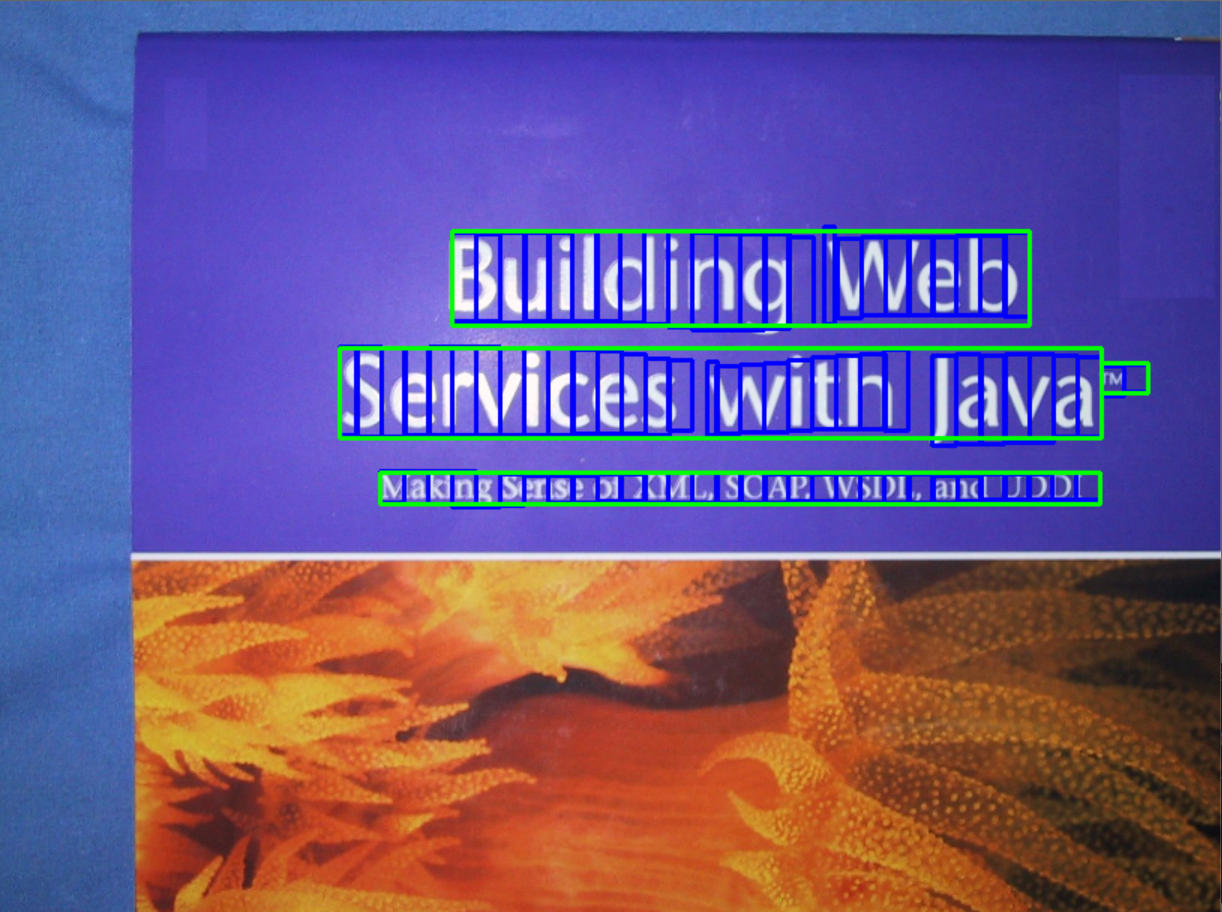 Building Web
Services with Java™
Making Sense of XML, SOAP, WSDL, and UDDI